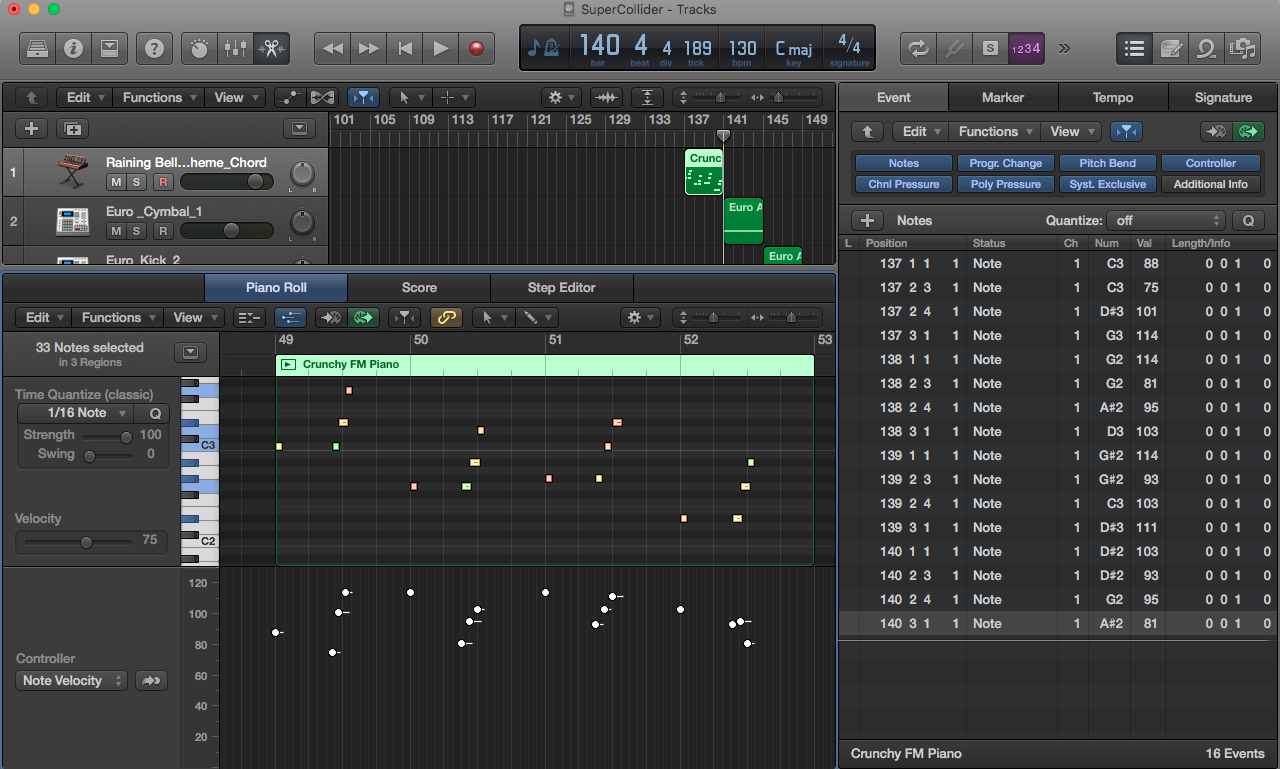 SuperCollider - Tracks
140 4 4 189 130 C maj 4/4
bar beat div tick bpm key signature
S 1234
Edit Functions View
101 105 109 113 117 121 125 129 133 137 141 145 149
1 Raining Bell...heme_Chord
M S R
L R
Crunc
2 Euro _Cymbal_1
M S R
L R
Euro A
Euro_Kick_2
Euro A
Piano Roll Score Step Editor
Edit Functions View
33 Notes selected
in 3 Regions
49 50 51 52 53
Crunchy FM Piano
Time Quantize (classic)
1/16 Note Q
Strength 100
Swing 0
C3
Velocity
75
C2
120
100
80
60
40
20
Controller
Note Velocity
Event Marker Tempo Signature
Edit Functions View
Notes Progr. Change Pitch Bend Controller
Chnl Pressure Poly Pressure Syst. Exclusive Additional Info
Notes Quantize: off Q
L Position Status Ch Num Val Length/Info
137 1 1 1 Note 1 C3 88 0 0 1 0
137 2 3 1 Note 1 C3 75 0 0 1 0
137 2 4 1 Note 1 D#3 101 0 0 1 0
137 3 1 1 Note 1 G3 114 0 0 1 0
138 1 1 1 Note 1 G2 114 0 0 1 0
138 2 3 1 Note 1 G2 81 0 0 1 0
138 2 4 1 Note 1 A#2 95 0 0 1 0
138 3 1 1 Note 1 D3 103 0 0 1 0
139 1 1 1 Note 1 G#2 114 0 0 1 0
139 2 3 1 Note 1 G#2 93 0 0 1 0
139 2 4 1 Note 1 C3 103 0 0 1 0
139 3 1 1 Note 1 D#3 111 0 0 1 0
140 1 1 1 Note 1 D#2 103 0 0 1 0
140 2 3 1 Note 1 D#2 93 0 0 1 0
140 2 4 1 Note 1 G2 95 0 0 1 0
140 3 1 1 Note 1 A#2 81 0 0 1 0
Crunchy FM Piano 16 Events